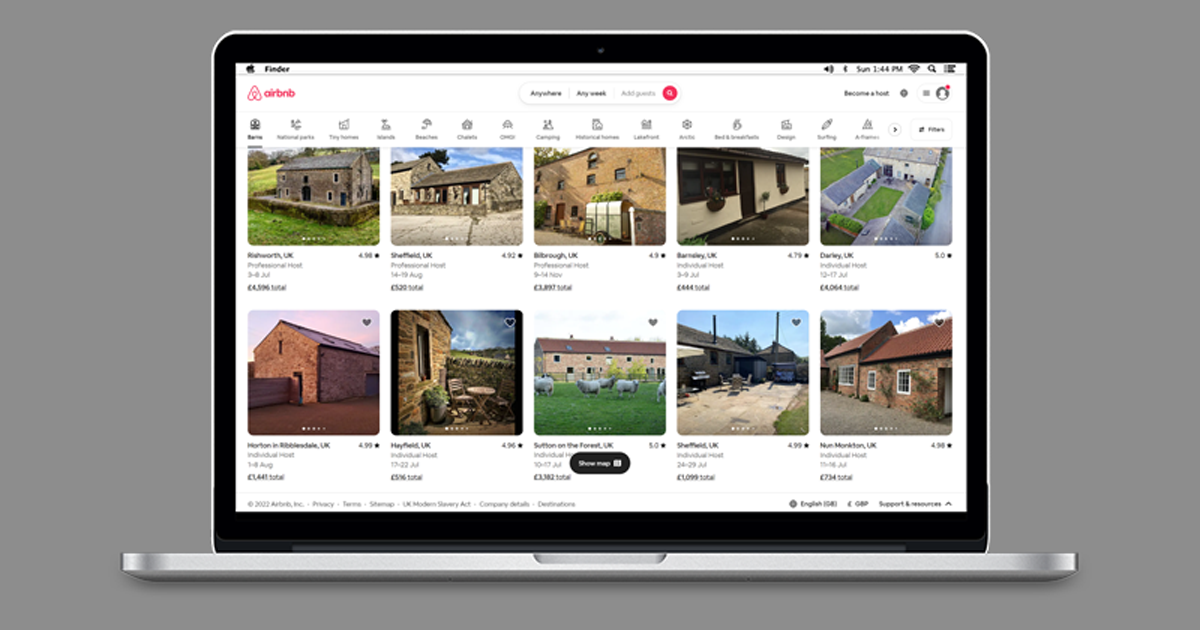 Finder
Sun 1:44 PM
airbnb
Anywhere Any week Add guests
Become a host
Barns National parks Tiny homes Islands Beaches Chalets OMG! Camping Historical homes Lakefront Arctic Bed & breakfasts Design Surfing A-frames
Filters
Rishworth, UK 4.98
Professional Host
3–8 Jul
£4,596 total
Sheffield, UK 4.92
Professional Host
14–19 Aug
£520 total
Bilbrough, UK 4.9
Professional Host
9–14 Nov
£3,897 total
Barnsley, UK 4.79
Individual Host
3–9 Jul
£444 total
Darley, UK 5.0
Individual Host
12–17 Jul
£4,064 total
Horton in Ribblesdale, UK 4.99
Individual Host
1–8 Aug
£1,441 total
Hayfield, UK 4.96
Individual Host
17–22 Jul
£516 total
Sutton on the Forest, UK 5.0
Individual H
10–17 Jul
£3,182 total
Sheffield, UK 4.99
Individual Host
24–29 Jul
£1,099 total
Nun Monkton, UK 4.98
Individual Host
11–16 Jul
£734 total
Show map
© 2022 Airbnb, Inc. · Privacy · Terms · Sitemap · UK Modern Slavery Act · Company details · Destinations
English (GB) £ GBP Support & resources